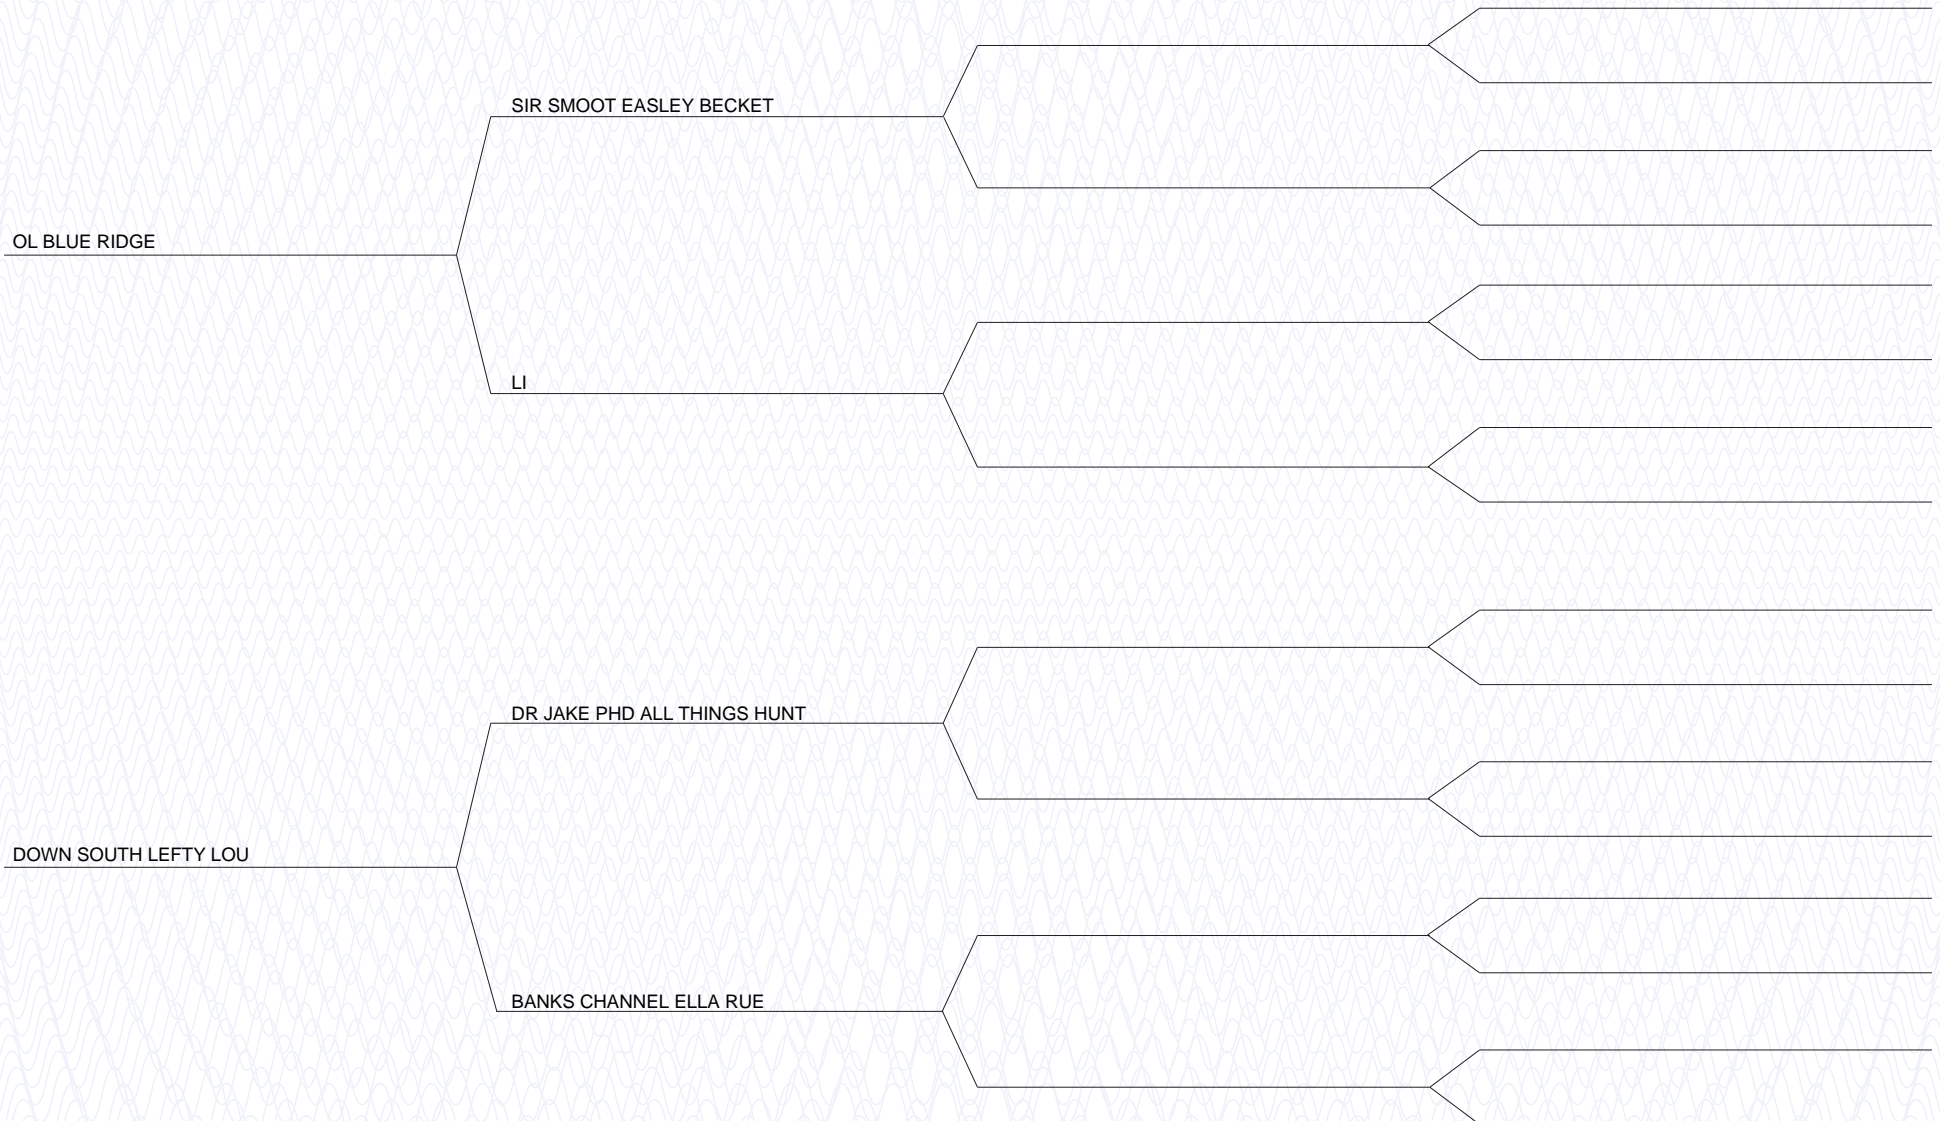 SIR SMOOT EASLEY BECKET
OL BLUE RIDGE
LI
DR JAKE PHD ALL THINGS HUNT
DOWN SOUTH LEFTY LOU
BANKS CHANNEL ELLA RUE